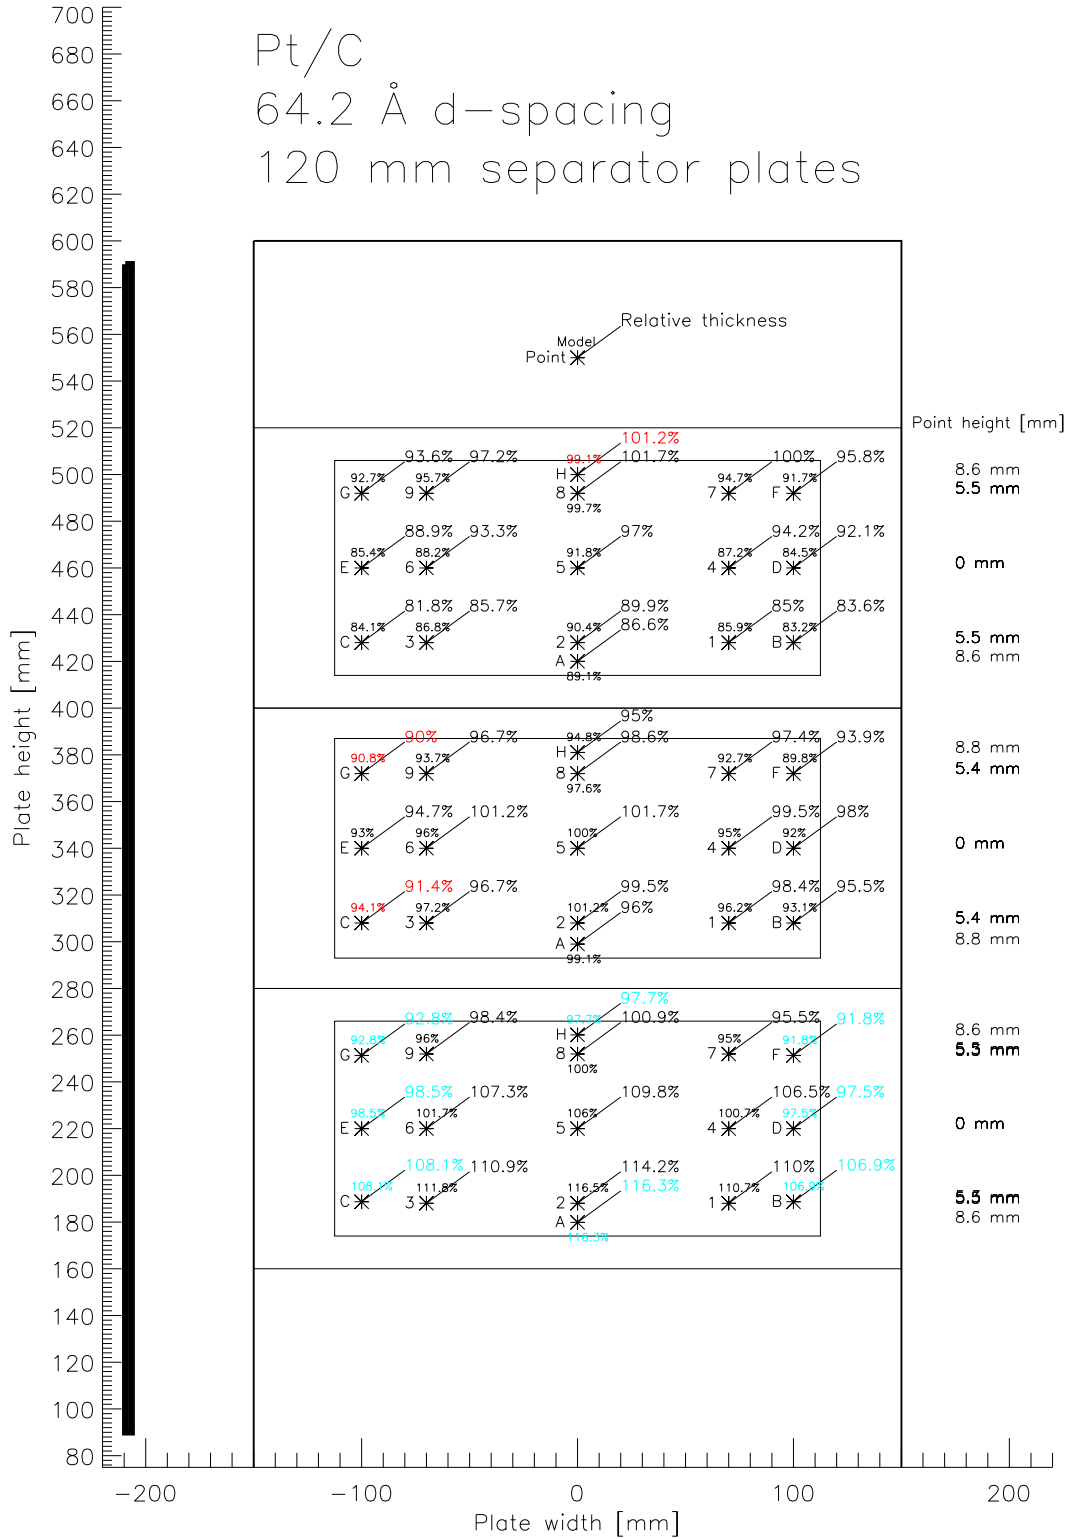 Pt/C
64.2 Å d-spacing
120 mm separator plates
700
680
660
640
620
600
580
560
540
520
500
480
460
440
420
400
380
360
340
320
300
280
260
240
220
200
180
160
140
120
100
80
Plate height [mm]
Relative thickness
Model
Point
Point height [mm]
101.2%
93.6% 97.2% 99.1% 101.7% 100% 95.8%
H
8.6 mm
92.7% 95.7% 94.7% 91.7%
G 9 8 7 F 5.5 mm
99.7%
88.9% 93.3% 97% 94.2% 92.1%
85.4% 88.2% 91.8% 87.2% 84.5%
E 6 5 4 D 0 mm
81.8% 85.7% 89.9% 85% 83.6%
84.1% 86.8% 90.4% 86.6% 85.9% 83.2%
C 3 2 1 B 5.5 mm
A 8.6 mm
89.1%
95%
90% 96.7% 94.8% 98.6% 97.4% 93.9%
H 8.8 mm
90.8% 93.7% 92.7% 89.8%
G 9 8 7 F 5.4 mm
97.6%
94.7% 101.2% 101.7% 99.5% 98%
93% 96% 100% 95% 92%
E 6 5 4 D 0 mm
91.4% 96.7% 99.5% 98.4% 95.5%
94.1% 97.2% 101.2% 96% 96.2% 93.1%
C 3 2 1 B 5.4 mm
A 8.8 mm
99.1%
97.7%
92.8% 98.4% 97.7% 100.9% 95.5% 91.8%
H 8.6 mm
92.8% 96% 95% 91.8%
G 9 8 7 F 5.5 mm
100%
98.5% 107.3% 109.8% 106.5% 97.5%
98.5% 101.7% 106% 100.7% 97.5%
E 6 5 4 D 0 mm
108.1% 110.9% 114.2% 110% 106.9%
108.1% 111.8% 116.5% 116.3% 110.7% 106.9%
C 3 2 1 B 5.5 mm
A 8.6 mm
116.3%
-200 -100 0 100 200
Plate width [mm]